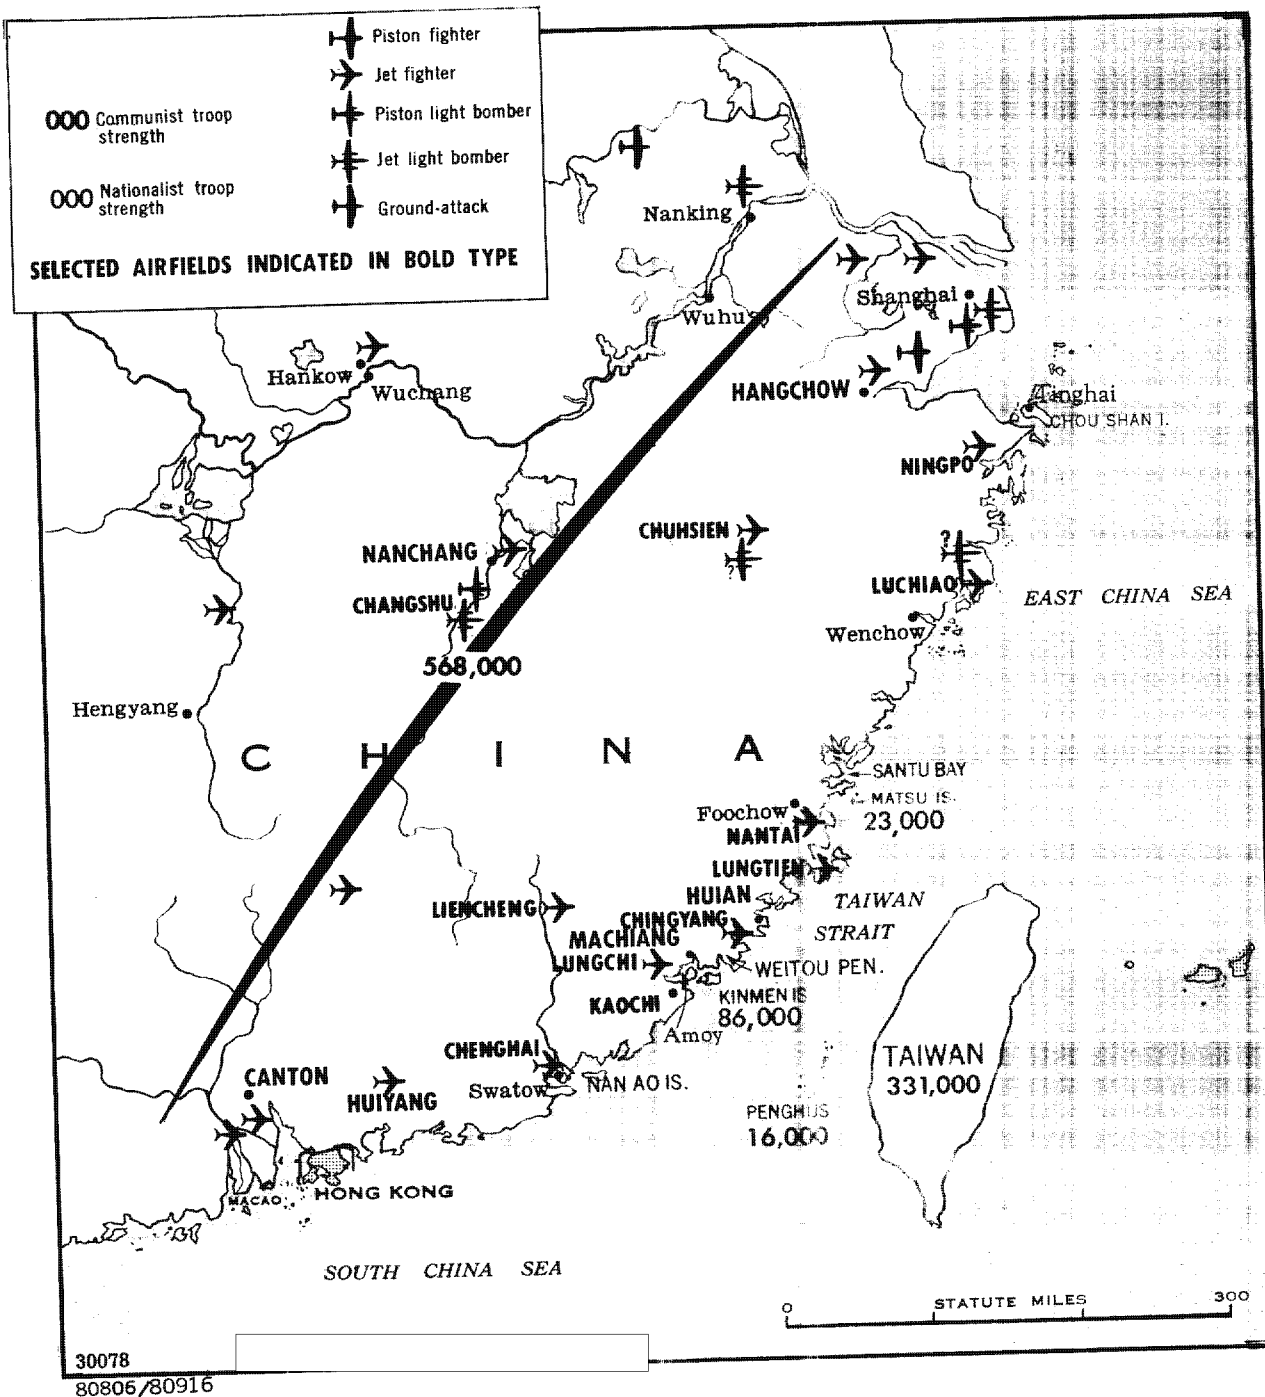 Piston fighter
Jet fighter
000 Communist troop
strength
Piston light bomber
Jet light bomber
000 Nationalist troop
strength
Ground-attack
SELECTED AIRFIELDS INDICATED IN BOLD TYPE
Nanking
Shanghai
Wuhu
Hankow
Wuchang
HANGCHOW
Tinghai
CHOU SHAN I.
NINGPO
CHUHSIEN
?
?
NANCHANG
CHANGSHU
LUCHIAO
EAST CHINA SEA
Wenchow
568,000
Hengyang
C H I N A
SANTU BAY
MATSU IS.
23,000
Foochow
NANTAI
LUNGTIEN
HUIAN
TAIWAN
STRAIT
LIENCHENG
CHINGYANG
MACHIANG
LUNGCHI
WEITOU PEN.
KAOCHI
KINMEN IS
86,000
Amoy
CHENGHAI
TAIWAN
331,000
CANTON
HUIYANG
Swatow
NAN AO IS.
PENGHUS
16,000
MACAO
HONG KONG
SOUTH CHINA SEA
0 STATUTE MILES 300
30078
80806/80916